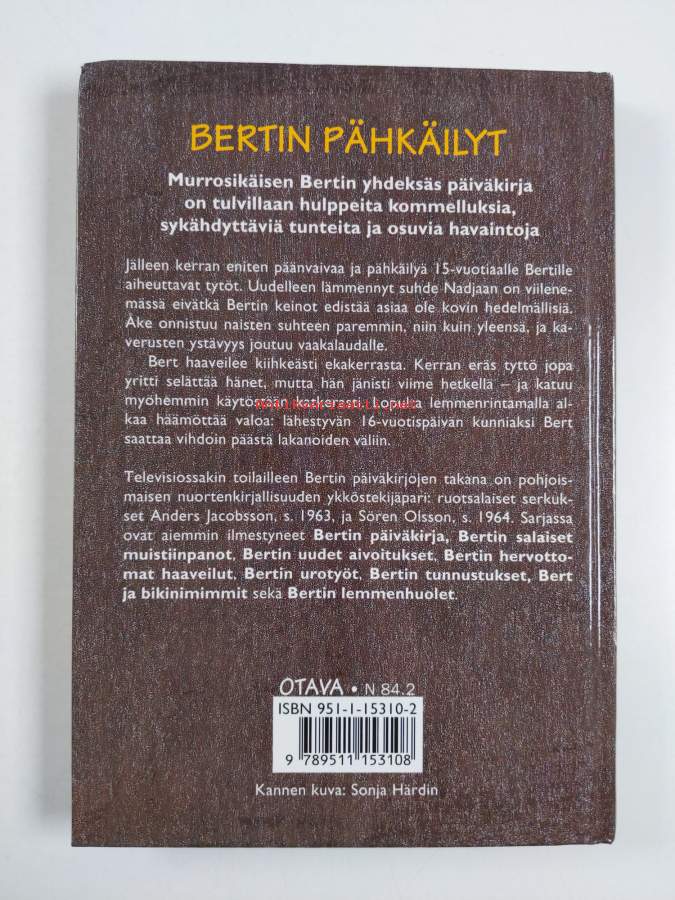 BERTIN PÄHKÄILYT
Murrosikäisen Bertin yhdeksäs päiväkirja
on tulvillaan hulppeita kommelluksia,
sykähdyttäviä tunteita ja osuvia havaintoja
Jälleen kerran eniten päänvaivaa ja pähkäilyä 15-vuotiaalle Bertille
aiheuttavat tytöt. Uudelleen lämmennyt suhde Nadjaan on viilene-
mässä eivätkä Bertin keinot edistää asiaa ole kovin hedelmällisiä.
Åke onnistuu naisten suhteen paremmin, niin kuin yleensä, ja ka-
verusten ystävyys joutuu vaakalaudalle.
Bert haaveilee kiihkeästi ekakerrasta. Kerran eräs tyttö jopa
yritti selättää hänet, mutta hän jänisti viime hetkellä – ja katuu
myöhemmin käytöstään katkerasti. Lopulta lemmenrintamalla al-
kaa häämöttää valoa: lähestyvän 16-vuotispäivän kunniaksi Bert
saattaa vihdoin päästä lakanoiden väliin.
Televisiossakin toilailleen Bertin päiväkirjojen takana on pohjois-
maisen nuortenkirjallisuuden ykköstekijäpari: ruotsalaiset serkuk-
set Anders Jacobsson, s. 1963, ja Sören Olsson, s. 1964. Sarjassa
ovat aiemmin ilmestyneet Bertin päiväkirja, Bertin salaiset
muistiinpanot, Bertin uudet aivoitukset, Bertin hervotto-
mat haaveilut, Bertin urotyöt, Bertin tunnustukset, Bert
ja bikinimimmit sekä Bertin lemmenhuolet.
OTAVA • N 84.2
ISBN 951-1-15310-2
9 789511 153108
Kannen kuva: Sonja Härdin